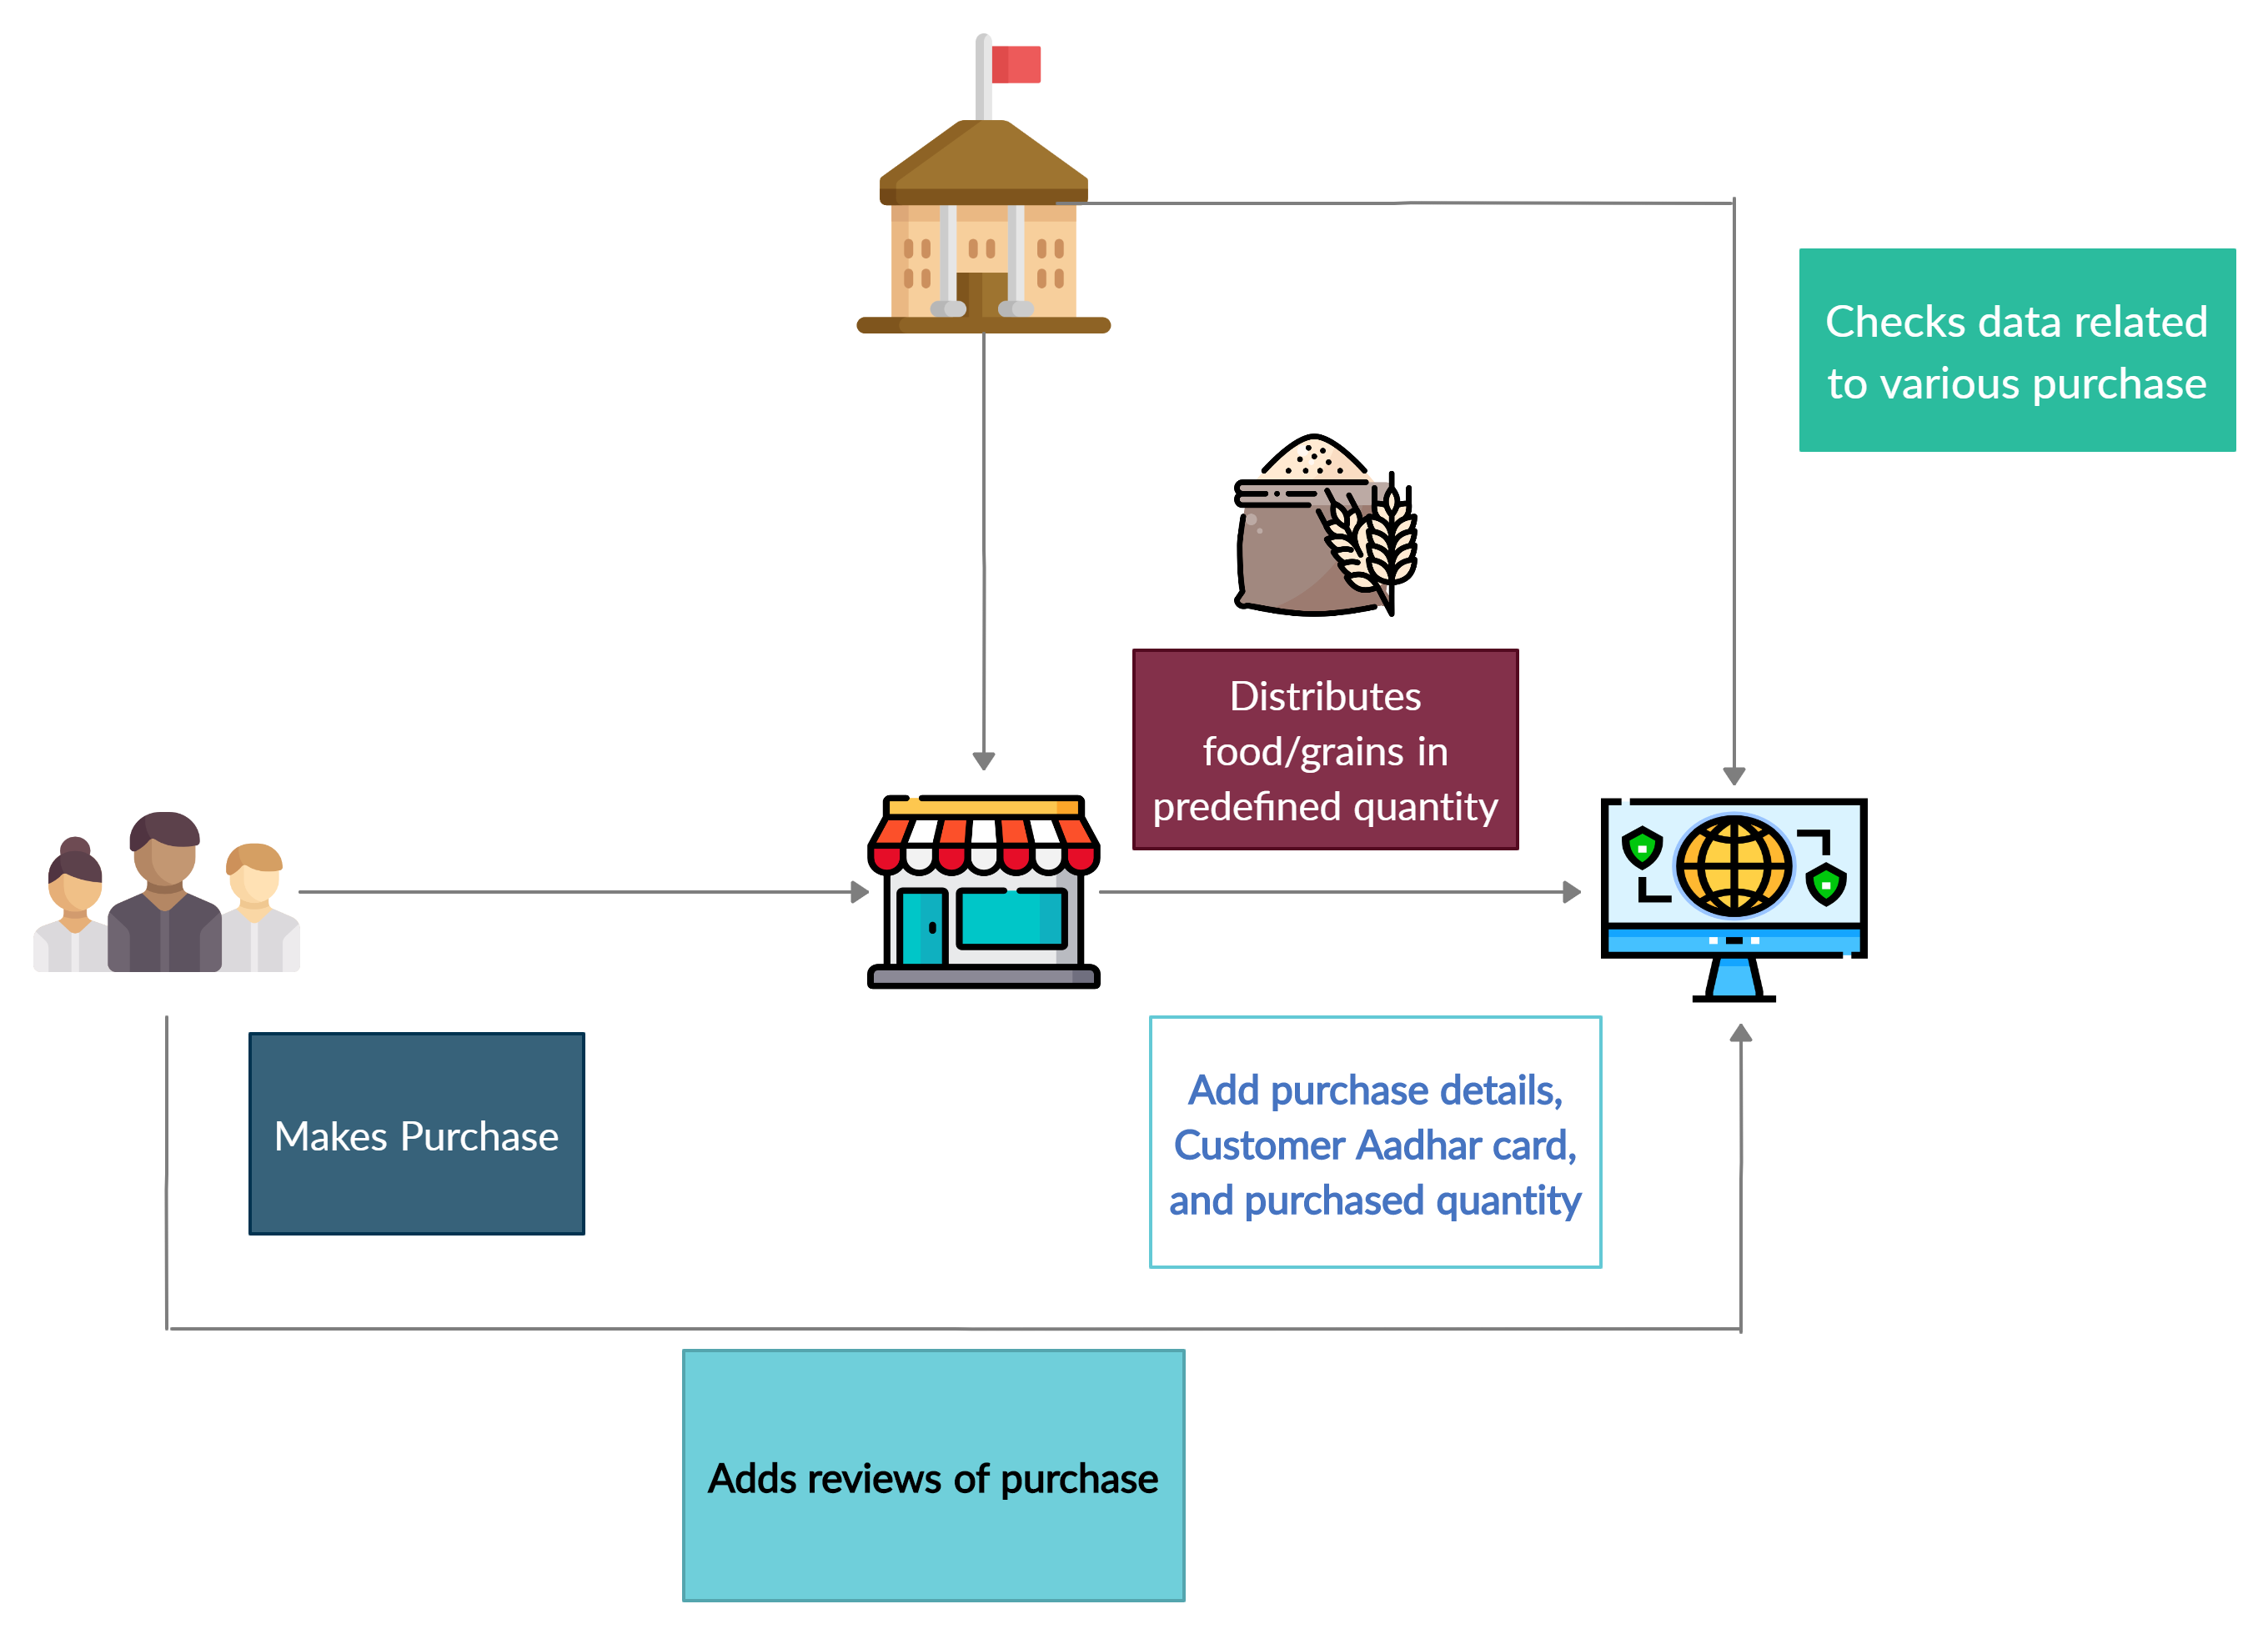 Checks data related
to various purchase
Distributes
food/grains in
predefined quantity
Makes Purchase
Add purchase details,
Customer Aadhar card,
and purchased quantity
Adds reviews of purchase